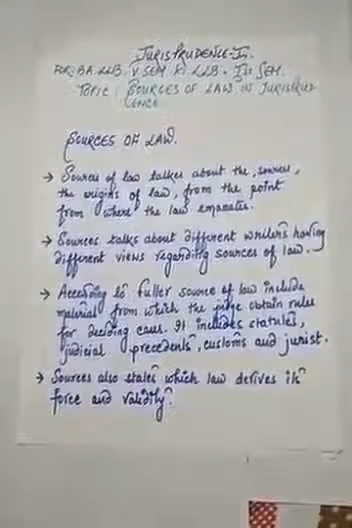 JURISPRUDENCE-II.
FOR: BA.LLB. V SEM & LLB. III SEM.
TOPIC: SOURCES OF LAW IN JURISPRUD-
ENCE.
SOURCES OF LAW.
→ Sources of law talks about the, sources,
the origins of law, from the point
from where the law emanates.
→ Sources talks about different writers having
different views regarding sources of law.
→ According to fuller source of law include
material from which the judge obtain rules
for deciding cases. It includes statutes,
judicial precedents, customs and jurist.
→ Sources also states which law derives its
force and validity.